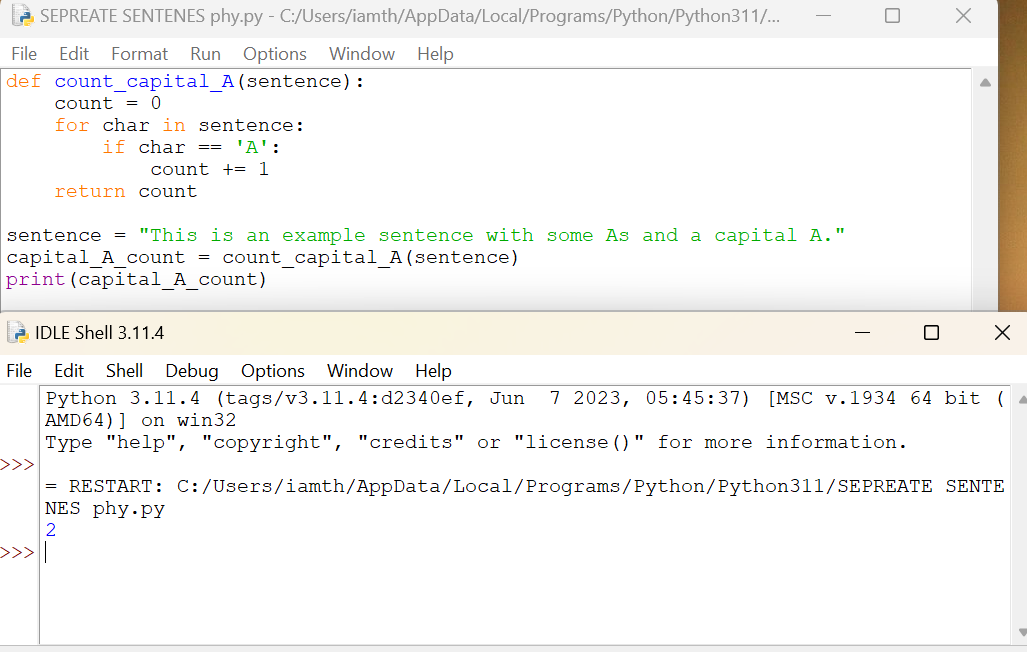 SEPREATE SENTENES phy.py - C:/Users/iamth/AppData/Local/Programs/Python/Python311/...
File Edit Format Run Options Window Help
def count_capital_A(sentence):
    count = 0
    for char in sentence:
        if char == 'A':
            count += 1
    return count

sentence = "This is an example sentence with some As and a capital A."
capital_A_count = count_capital_A(sentence)
print(capital_A_count)
IDLE Shell 3.11.4
File Edit Shell Debug Options Window Help
Python 3.11.4 (tags/v3.11.4:d2340ef, Jun  7 2023, 05:45:37) [MSC v.1934 64 bit (
AMD64)] on win32
Type "help", "copyright", "credits" or "license()" for more information.
>>>
= RESTART: C:/Users/iamth/AppData/Local/Programs/Python/Python311/SEPREATE SENTE
NES phy.py
2
>>>